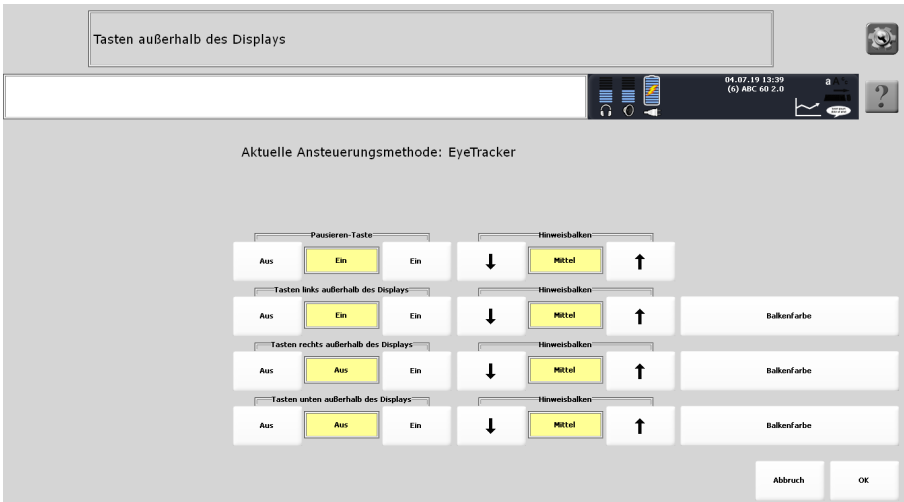 Tasten außerhalb des Displays
04.07.19 13:39
(6) ABC 60 2.0
a
?
Aktuelle Ansteuerungsmethode: EyeTracker
Pausieren-Taste Hinweisbalken
Aus Ein Ein ↓ Mittel ↑
Tasten links außerhalb des Displays Hinweisbalken
Aus Ein Ein ↓ Mittel ↑ Balkenfarbe
Tasten rechts außerhalb des Displays Hinweisbalken
Aus Aus Ein ↓ Mittel ↑ Balkenfarbe
Tasten unten außerhalb des Displays Hinweisbalken
Aus Aus Ein ↓ Mittel ↑ Balkenfarbe
Abbruch OK